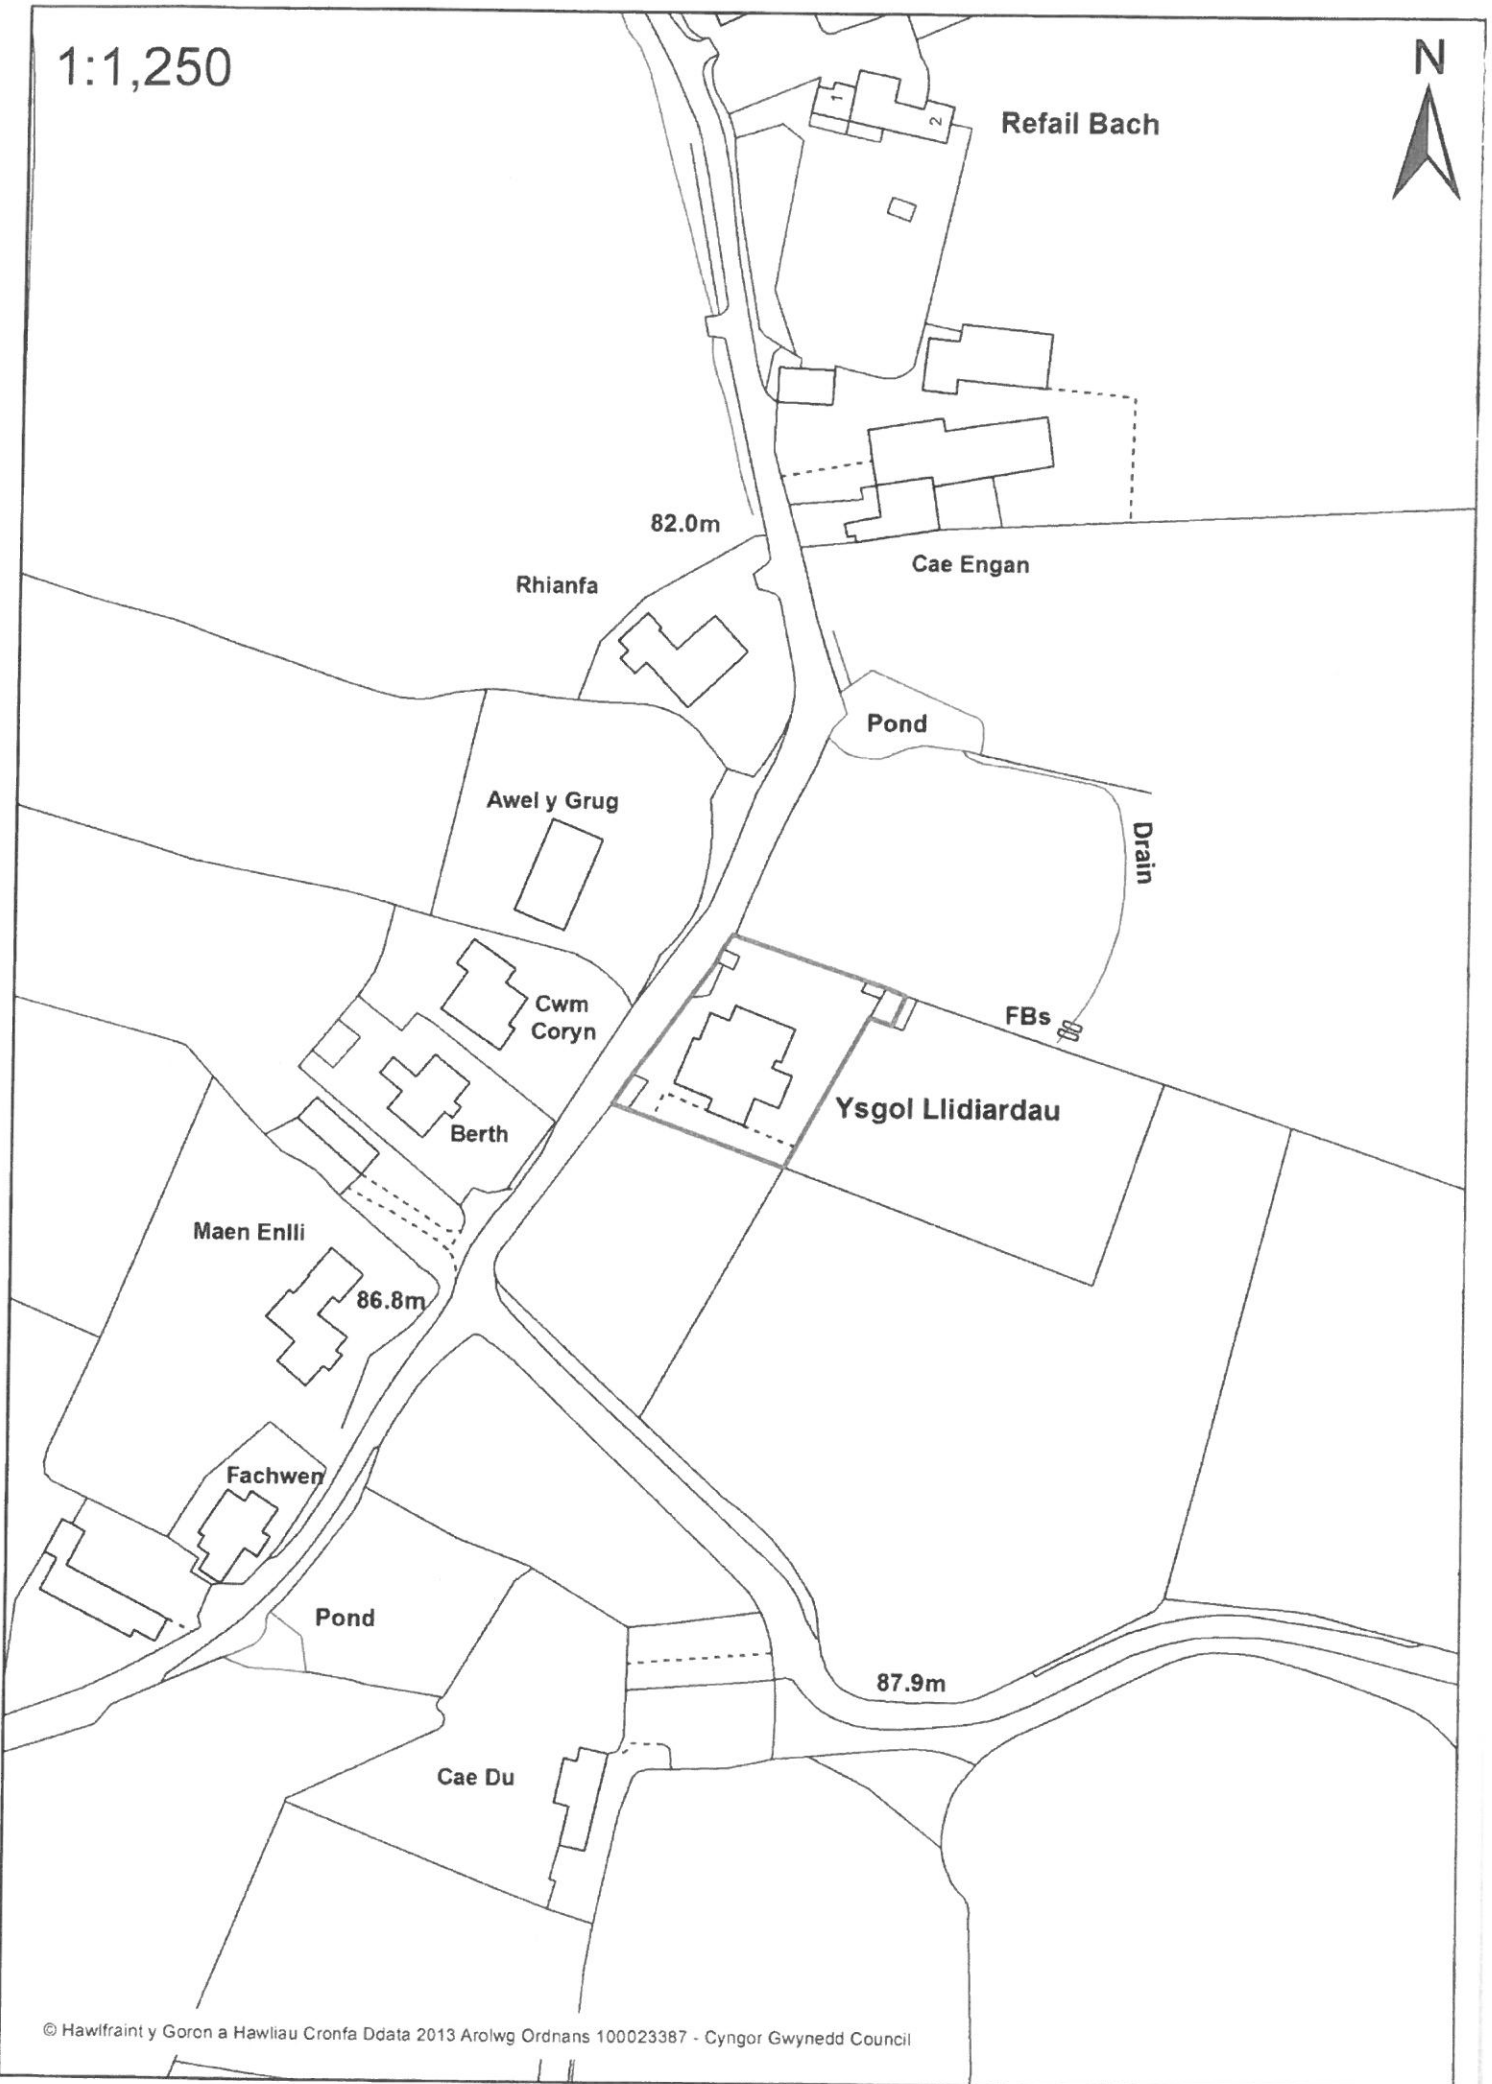 1:1,250
N
1
2
Refail Bach
82.0m
Cae Engan
Rhianfa
Pond
Awel y Grug
Drain
Cwm
Coryn
FBs
Ysgol Llidiardau
Berth
Maen Enlli
86.8m
Fachwen
Pond
87.9m
Cae Du
© Hawlfraint y Goron a Hawliau Cronfa Ddata 2013 Arolwg Ordnans 100023387 - Cyngor Gwynedd Council